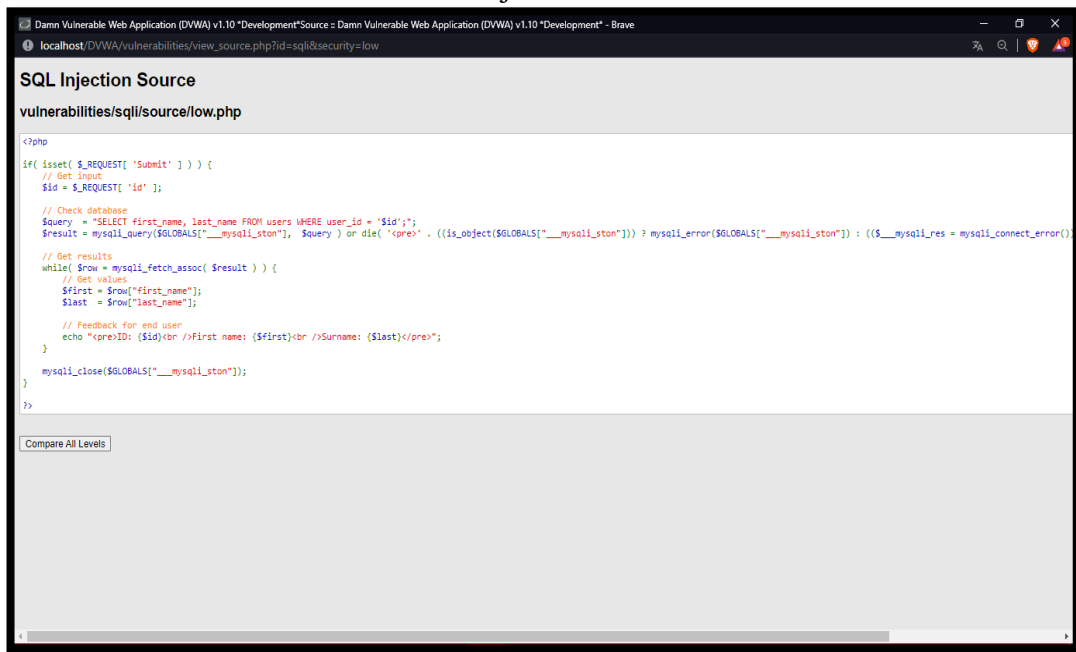 Damn Vulnerable Web Application (DVWA) v1.10 *Development*Source :: Damn Vulnerable Web Application (DVWA) v1.10 *Development* - Brave
localhost/DVWA/vulnerabilities/view_source.php?id=sqli&security=low
SQL Injection Source
vulnerabilities/sqli/source/low.php
<?php
if( isset( $_REQUEST[ 'Submit' ] ) ) {
// Get input
$id = $_REQUEST[ 'id' ];
// Check database
$query  = "SELECT first_name, last_name FROM users WHERE user_id = '$id';";
$result = mysqli_query($GLOBALS["___mysqli_ston"],  $query ) or die( '<pre>' . ((is_object($GLOBALS["___mysqli_ston"])) ? mysqli_error($GLOBALS["___mysqli_ston"]) : (($___mysqli_res = mysqli_connect_error())
// Get results
while( $row = mysqli_fetch_assoc( $result ) ) {
// Get values
$first = $row["first_name"];
$last  = $row["last_name"];
// Feedback for end user
echo "<pre>ID: {$id}<br />First name: {$first}<br />Surname: {$last}</pre>";
}
mysqli_close($GLOBALS["___mysqli_ston"]);
}
?>
Compare All Levels